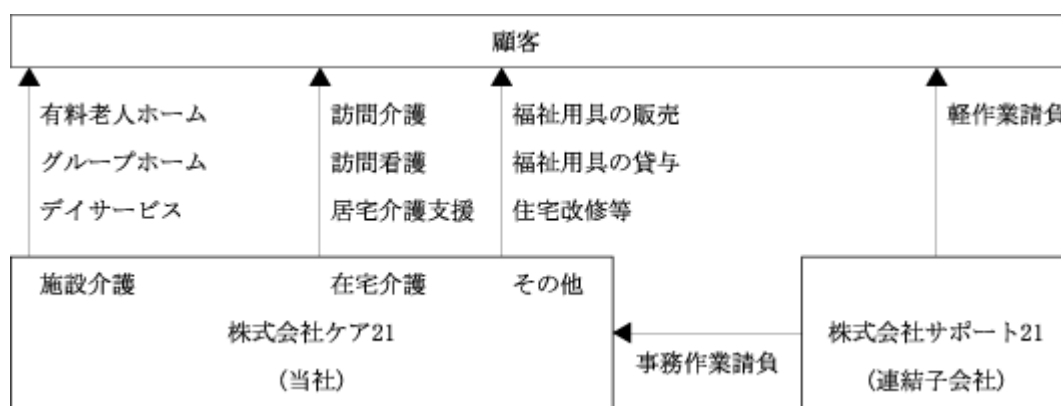 顧客
有料老人ホーム 訪問介護 福祉用具の販売 軽作業請負
グループホーム 訪問看護 福祉用具の貸与
デイサービス 居宅介護支援 住宅改修等
施設介護 在宅介護 その他
株式会社ケア21 株式会社サポート21
事務作業請負
(当社) (連結子会社)